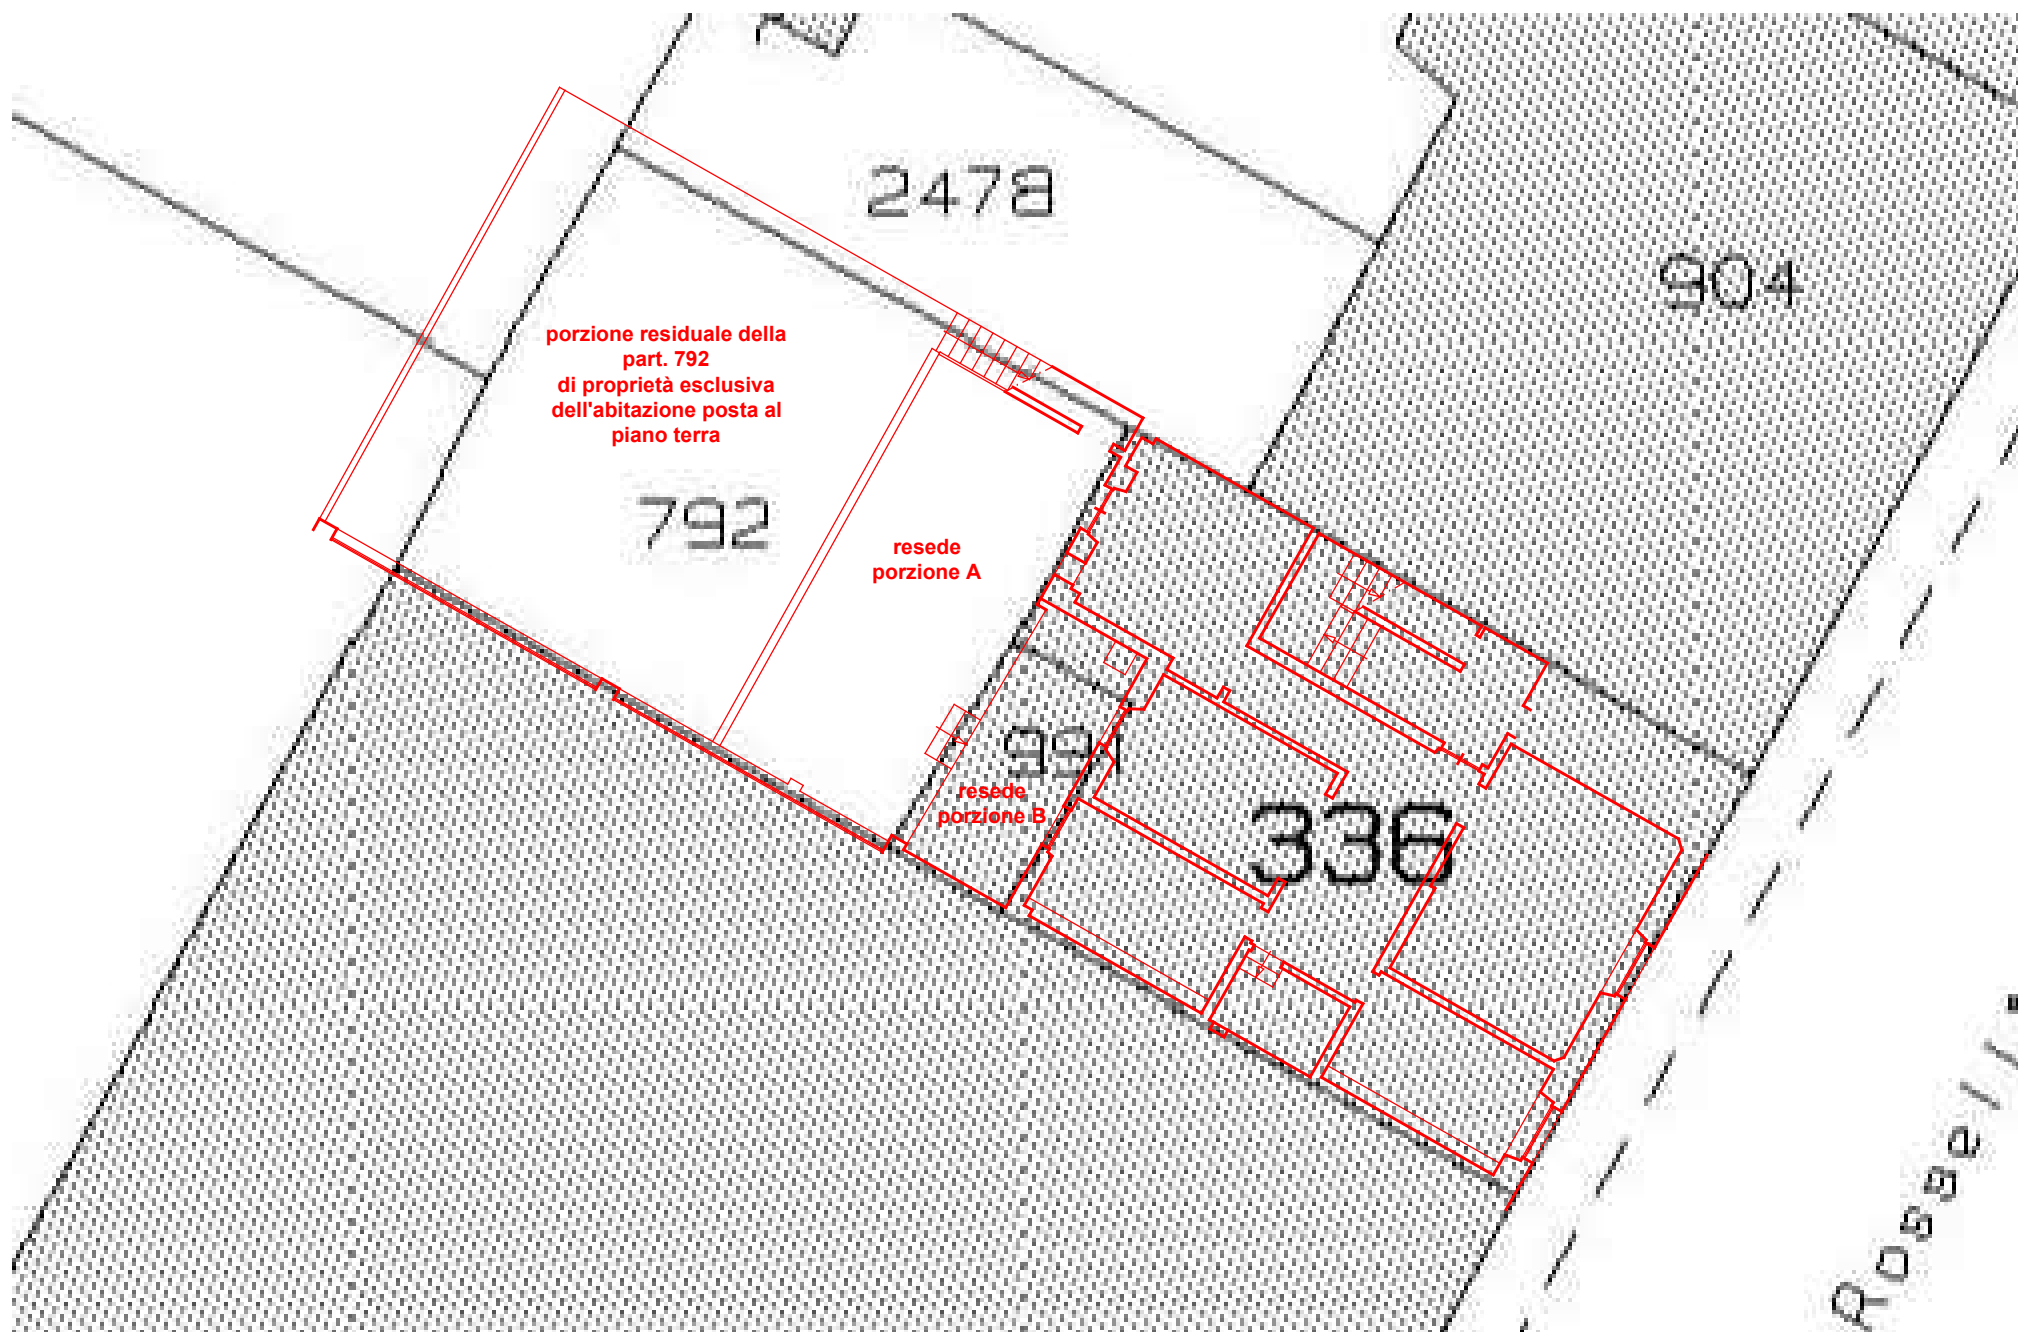 2478
904
porzione residuale della
part. 792
di proprietà esclusiva
dell'abitazione posta al
piano terra
792
resede
porzione A
991
resede
porzione B
336